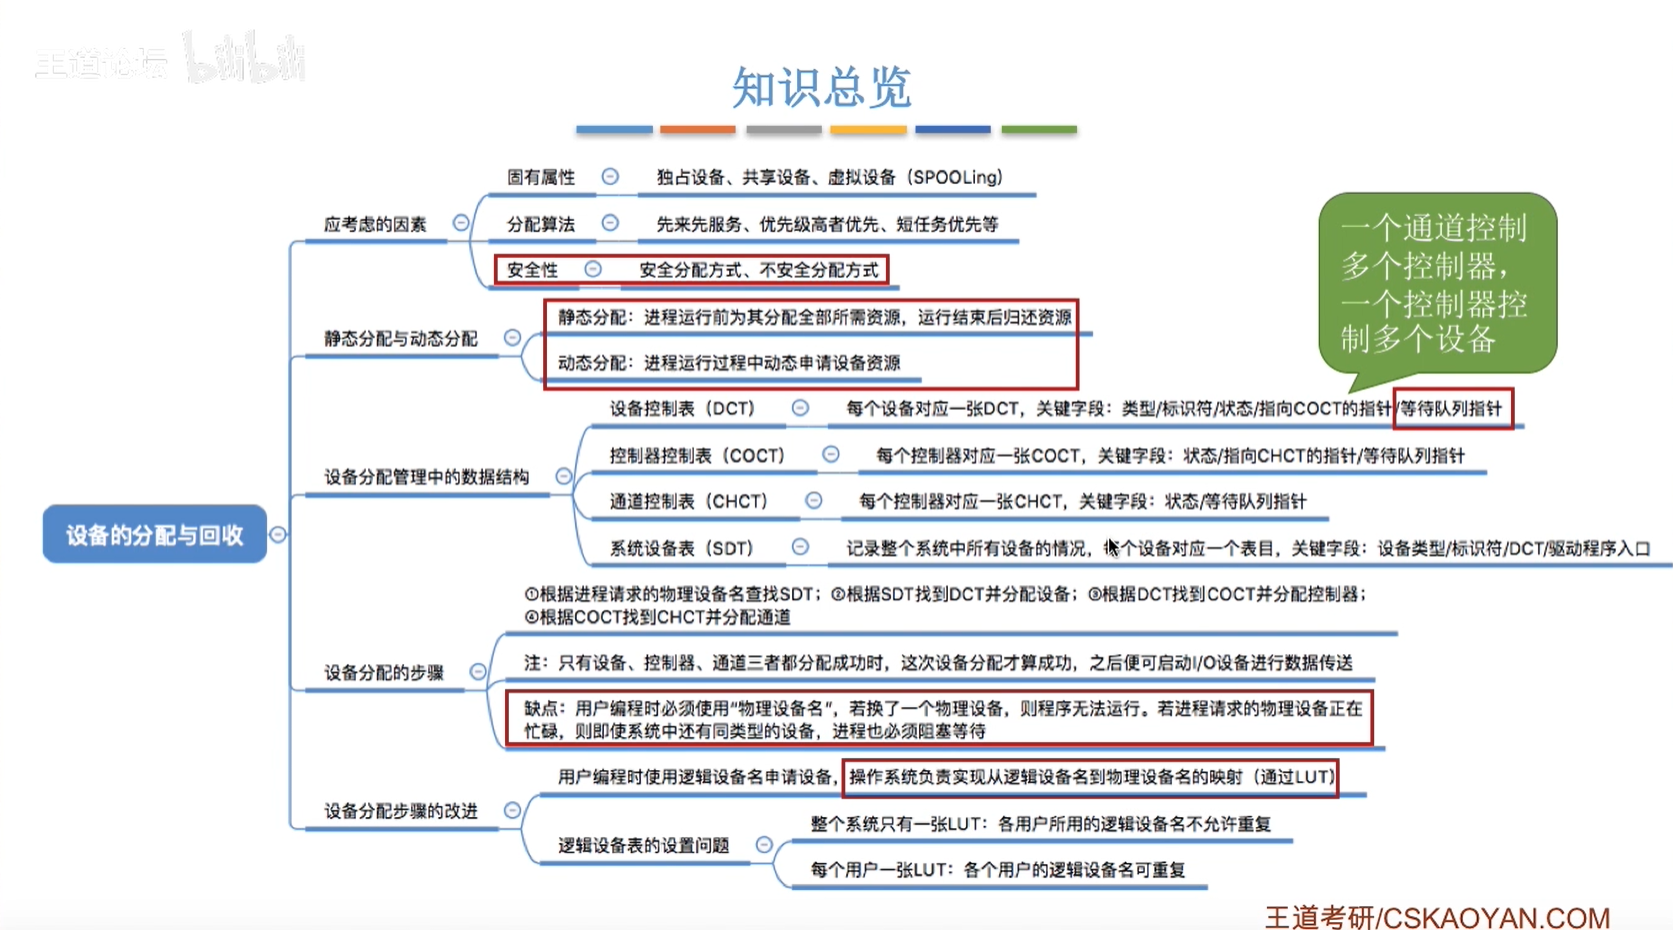 王道论坛 bilibili
知识总览
固有属性
独占设备、共享设备、虚拟设备（SPOOLing）
应考虑的因素
分配算法
先来先服务、优先级高者优先、短任务优先等
安全性
安全分配方式、不安全分配方式
一个通道控制
多个控制器，
一个控制器控
制多个设备
静态分配与动态分配
静态分配：进程运行前为其分配全部所需资源，运行结束后归还资源
动态分配：进程运行过程中动态申请设备资源
设备分配管理中的数据结构
设备控制表（DCT）
每个设备对应一张DCT，关键字段：类型/标识符/状态/指向COCT的指针/等待队列指针
控制器控制表（COCT）
每个控制器对应一张COCT，关键字段：状态/指向CHCT的指针/等待队列指针
通道控制表（CHCT）
每个控制器对应一张CHCT，关键字段：状态/等待队列指针
系统设备表（SDT）
记录整个系统中所有设备的情况，个设备对应一个表目，关键字段：设备类型/标识符/DCT/驱动程序入口
设备的分配与回收
设备分配的步骤
①根据进程请求的物理设备名查找SDT；②根据SDT找到DCT并分配设备；③根据DCT找到COCT并分配控制器；
④根据COCT找到CHCT并分配通道
注：只有设备、控制器、通道三者都分配成功时，这次设备分配才算成功，之后便可启动I/O设备进行数据传送
缺点：用户编程时必须使用“物理设备名”，若换了一个物理设备，则程序无法运行。若进程请求的物理设备正在
忙碌，则即使系统中还有同类型的设备，进程也必须阻塞等待
设备分配步骤的改进
用户编程时使用逻辑设备名申请设备，操作系统负责实现从逻辑设备名到物理设备名的映射（通过LUT）
逻辑设备表的设置问题
整个系统只有一张LUT：各用户所用的逻辑设备名不允许重复
每个用户一张LUT：各个用户的逻辑设备名可重复
王道考研/CSKAOYAN.COM